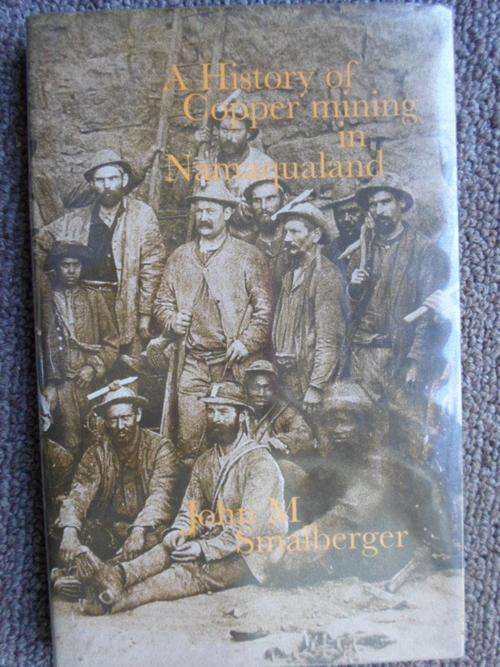 A History of
Copper mining
in
Namaqualand
John M
Smalberger